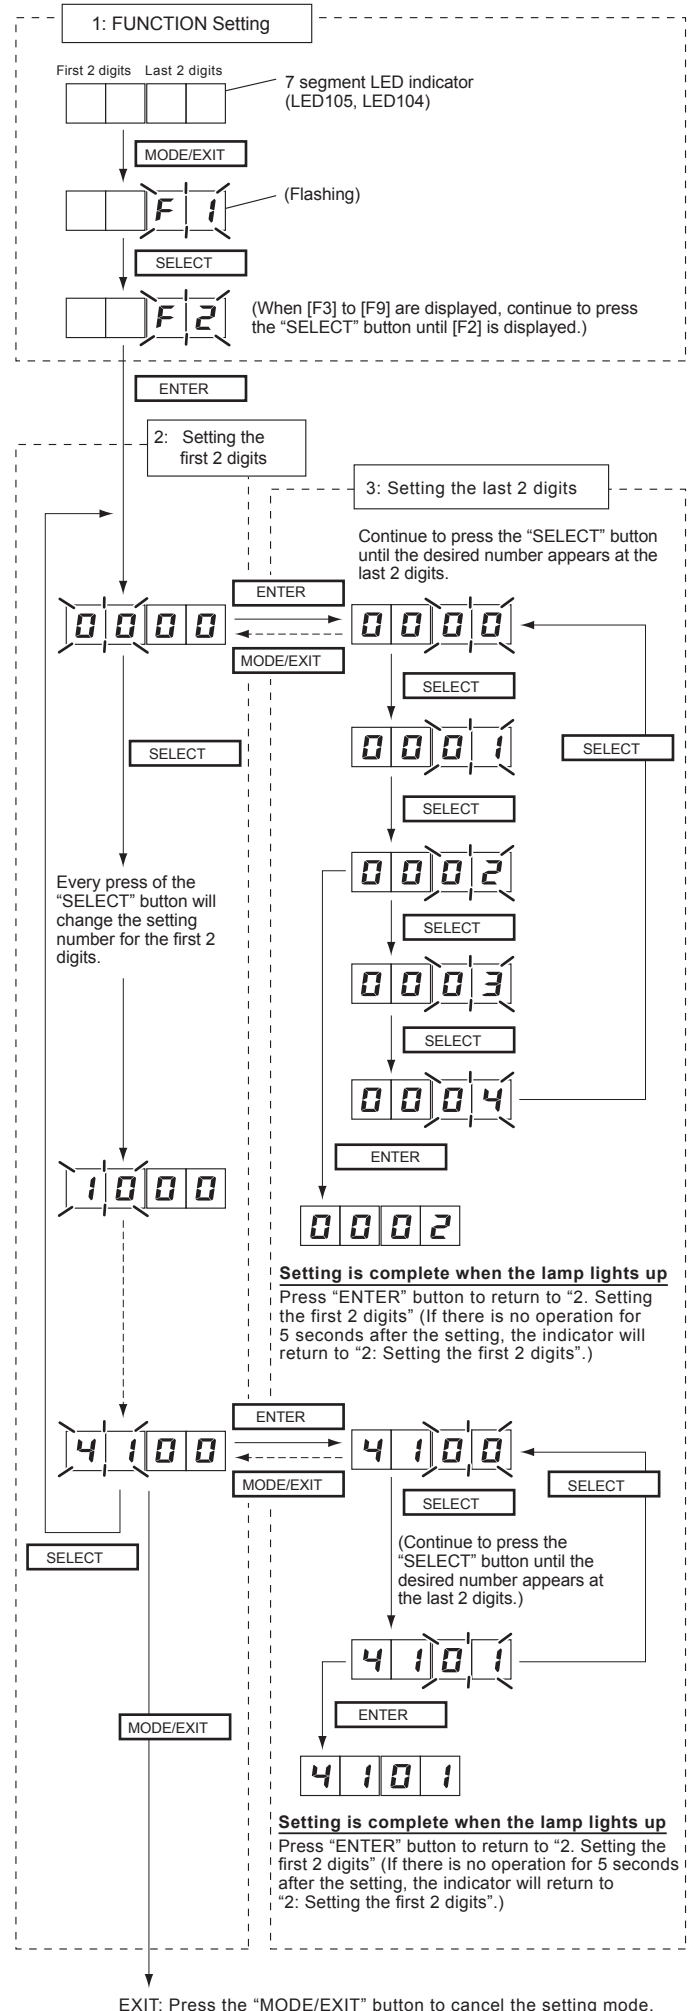 1: FUNCTION Setting
First 2 digits Last 2 digits
7 segment LED indicator
(LED105, LED104)
MODE/EXIT
F 1
(Flashing)
SELECT
F 2
(When [F3] to [F9] are displayed, continue to press
the “SELECT” button until [F2] is displayed.)
ENTER
2: Setting the
first 2 digits
3: Setting the last 2 digits
Continue to press the “SELECT” button
until the desired number appears at the
last 2 digits.
ENTER
0 0 0 0
0 0 0 0
MODE/EXIT
SELECT
SELECT
0 0 0 1
SELECT
SELECT
0 0 0 2
Every press of the
“SELECT” button will
change the setting
number for the first 2
digits.
SELECT
0 0 0 3
SELECT
0 0 0 4
ENTER
1 0 0 0
0 0 0 2
Setting is complete when the lamp lights up
Press “ENTER” button to return to “2. Setting
the first 2 digits” (If there is no operation for
5 seconds after the setting, the indicator will
return to “2: Setting the first 2 digits”.)
ENTER
4 1 0 0
4 1 0 0
MODE/EXIT
SELECT
SELECT
SELECT
(Continue to press the
“SELECT” button until the
desired number appears at
the last 2 digits.)
4 1 0 1
ENTER
MODE/EXIT
4 1 0 1
Setting is complete when the lamp lights up
Press “ENTER” button to return to “2. Setting the
first 2 digits” (If there is no operation for 5 seconds
after the setting, the indicator will return to
“2: Setting the first 2 digits”.)
EXIT: Press the “MODE/EXIT” button to cancel the setting mode.